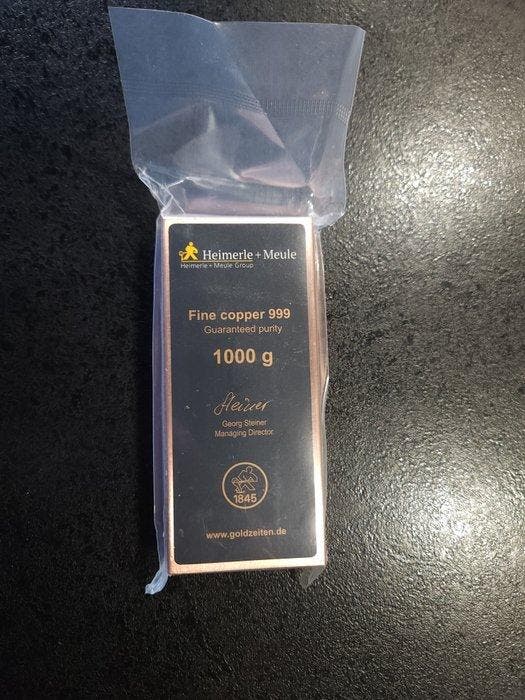 Heimerle + Meule
Heimerle + Meule Group
Fine copper 999
Guaranteed purity
1000 g
Steiner
Georg Steiner
Managing Director
1845
www.goldzeiten.de